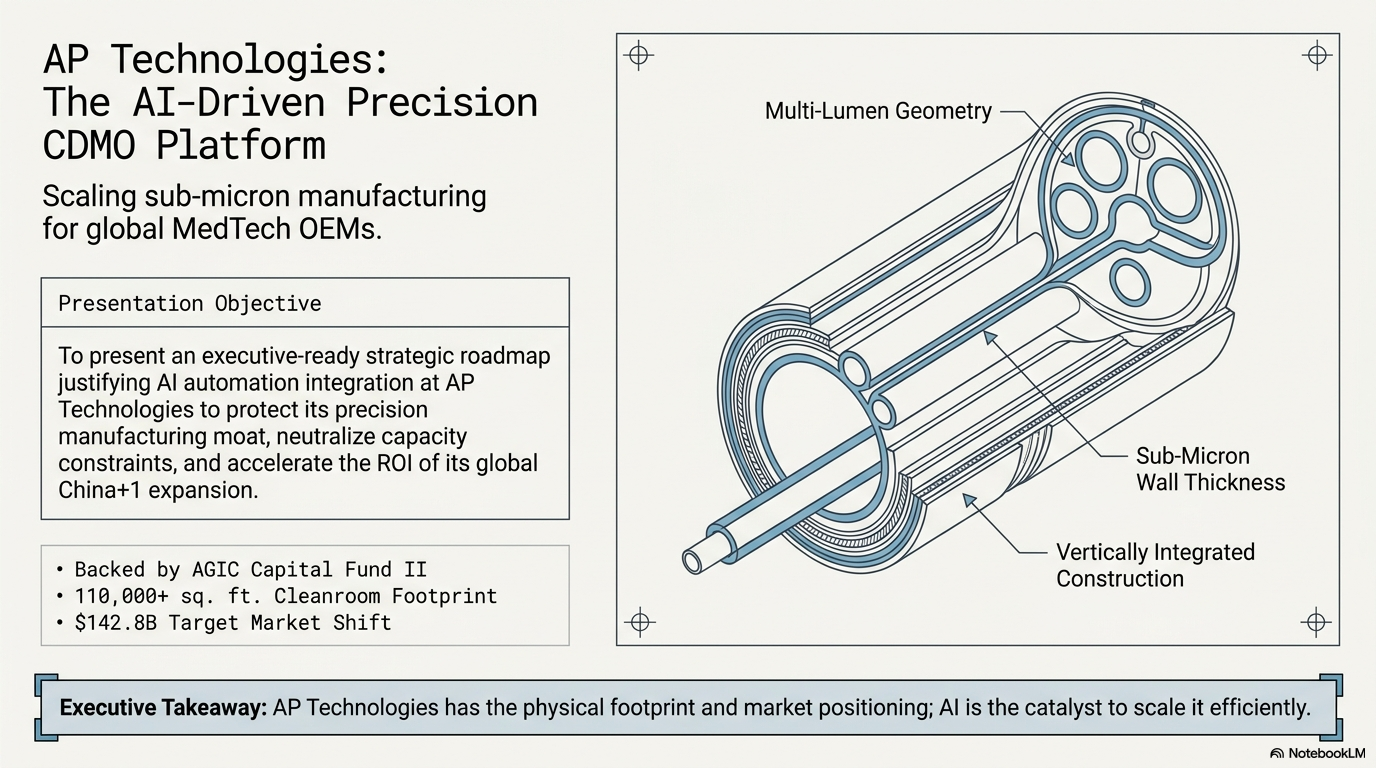 AP Technologies:
The AI-Driven Precision
CDMO Platform
Scaling sub-micron manufacturing
for global MedTech OEMs.
Presentation Objective
To present an executive-ready strategic roadmap
justifying AI automation integration at AP
Technologies to protect its precision
manufacturing moat, neutralize capacity
constraints, and accelerate the ROI of its global
China+1 expansion.
• Backed by AGIC Capital Fund II
• 110,000+ sq. ft. Cleanroom Footprint
• $142.8B Target Market Shift
Multi-Lumen Geometry
Sub-Micron
Wall Thickness
Vertically Integrated
Construction
Executive Takeaway: AP Technologies has the physical footprint and market positioning; AI is the catalyst to scale it efficiently.
NotebookLM